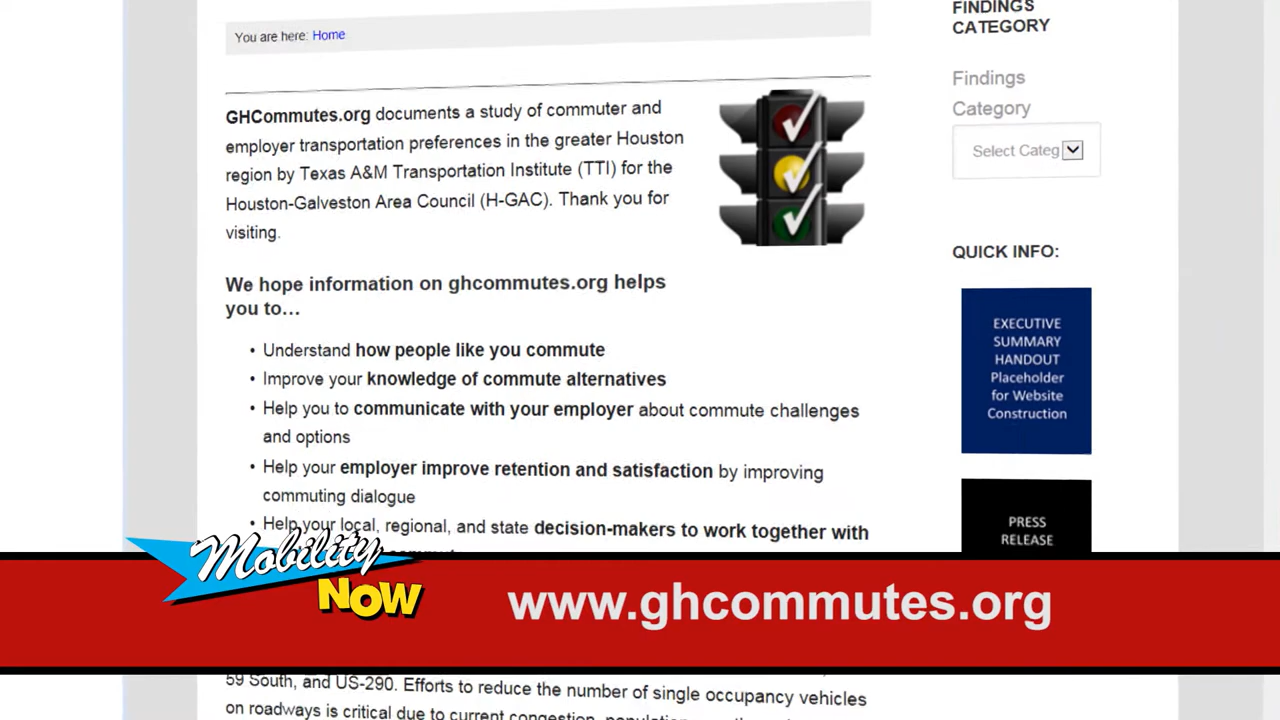 You are here: Home
GHCommutes.org documents a study of commuter and
employer transportation preferences in the greater Houston
region by Texas A&M Transportation Institute (TTI) for the
Houston-Galveston Area Council (H-GAC). Thank you for
visiting.
We hope information on ghcommutes.org helps
you to…
• Understand how people like you commute
• Improve your knowledge of commute alternatives
• Help you to communicate with your employer about commute challenges
and options
• Help your employer improve retention and satisfaction by improving
commuting dialogue
• Help your local, regional, and state decision-makers to work together with
FINDINGS
CATEGORY
Findings
Category
Select Categ
QUICK INFO:
EXECUTIVE
SUMMARY
HANDOUT
Placeholder
for Website
Construction
PRESS
RELEASE
Mobility
NOW
www.ghcommutes.org
59 South, and US-290. Efforts to reduce the number of single occupancy vehicles
on roadways is critical due to current congestion, population